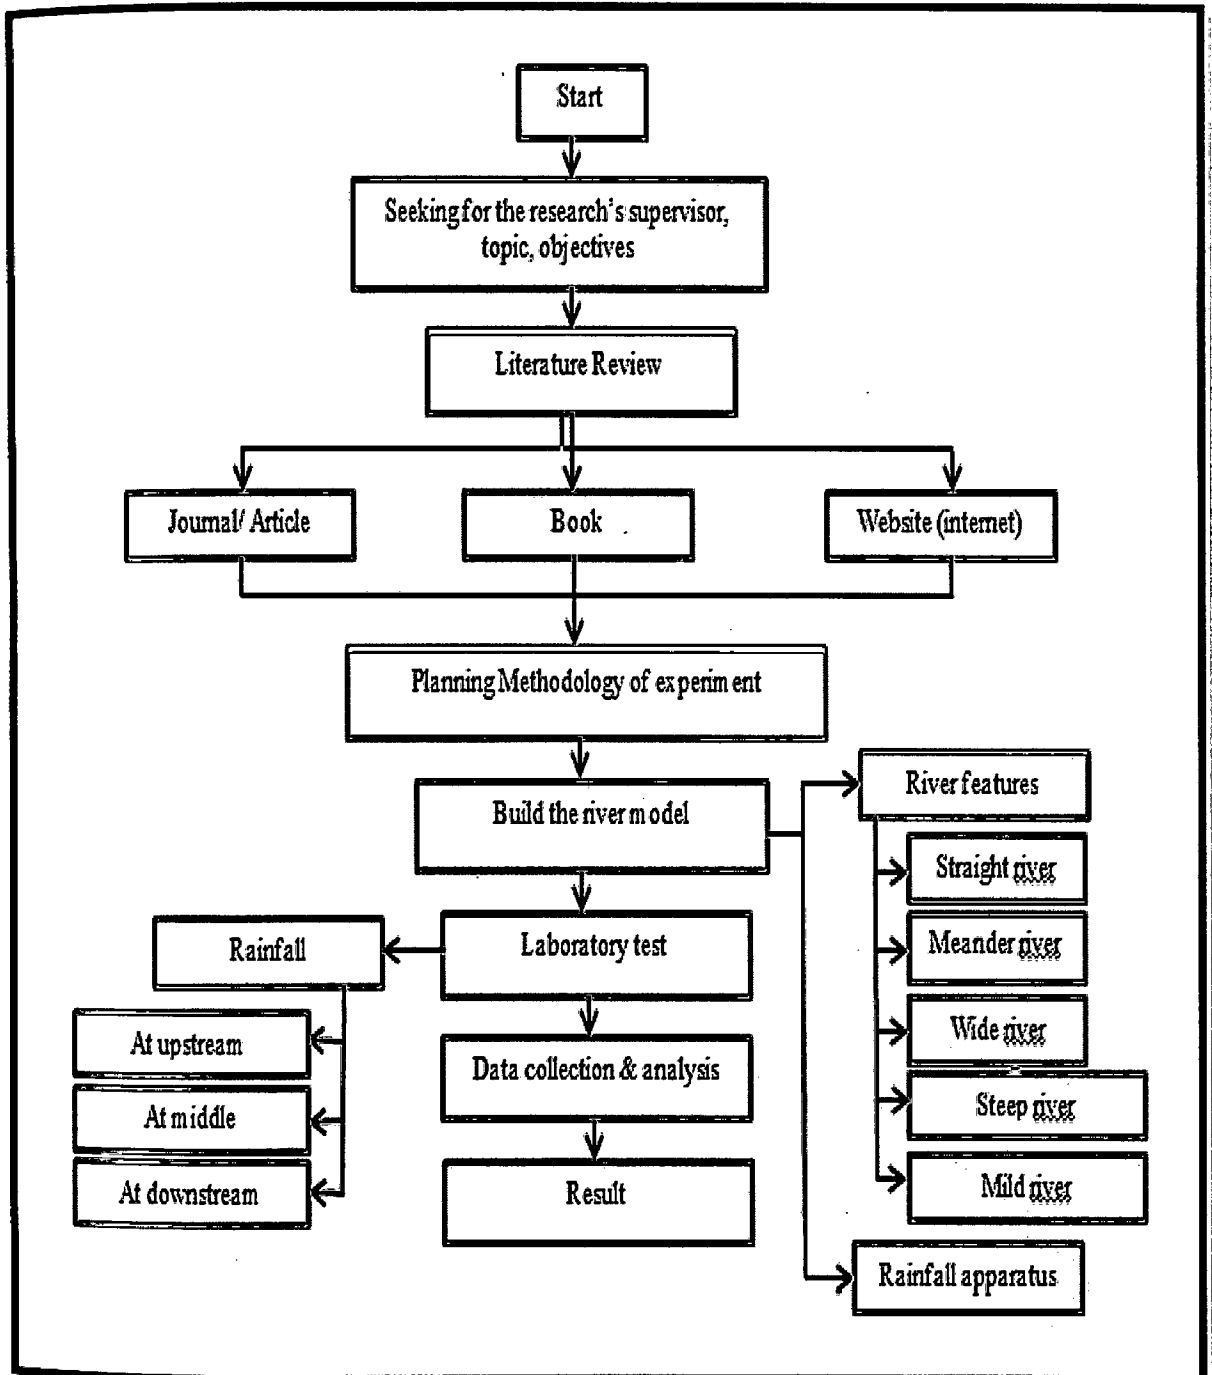 Start
Seeking for the research's supervisor,
topic, objectives
Literature Review
Journal/ Article
Book
Website (internet)
Planning Methodology of experiment
Build the river model
River features
Straight river
Meander river
Wide river
Steep river
Mild river
Rainfall apparatus
Laboratory test
Rainfall
At upstream
At middle
At downstream
Data collection & analysis
Result